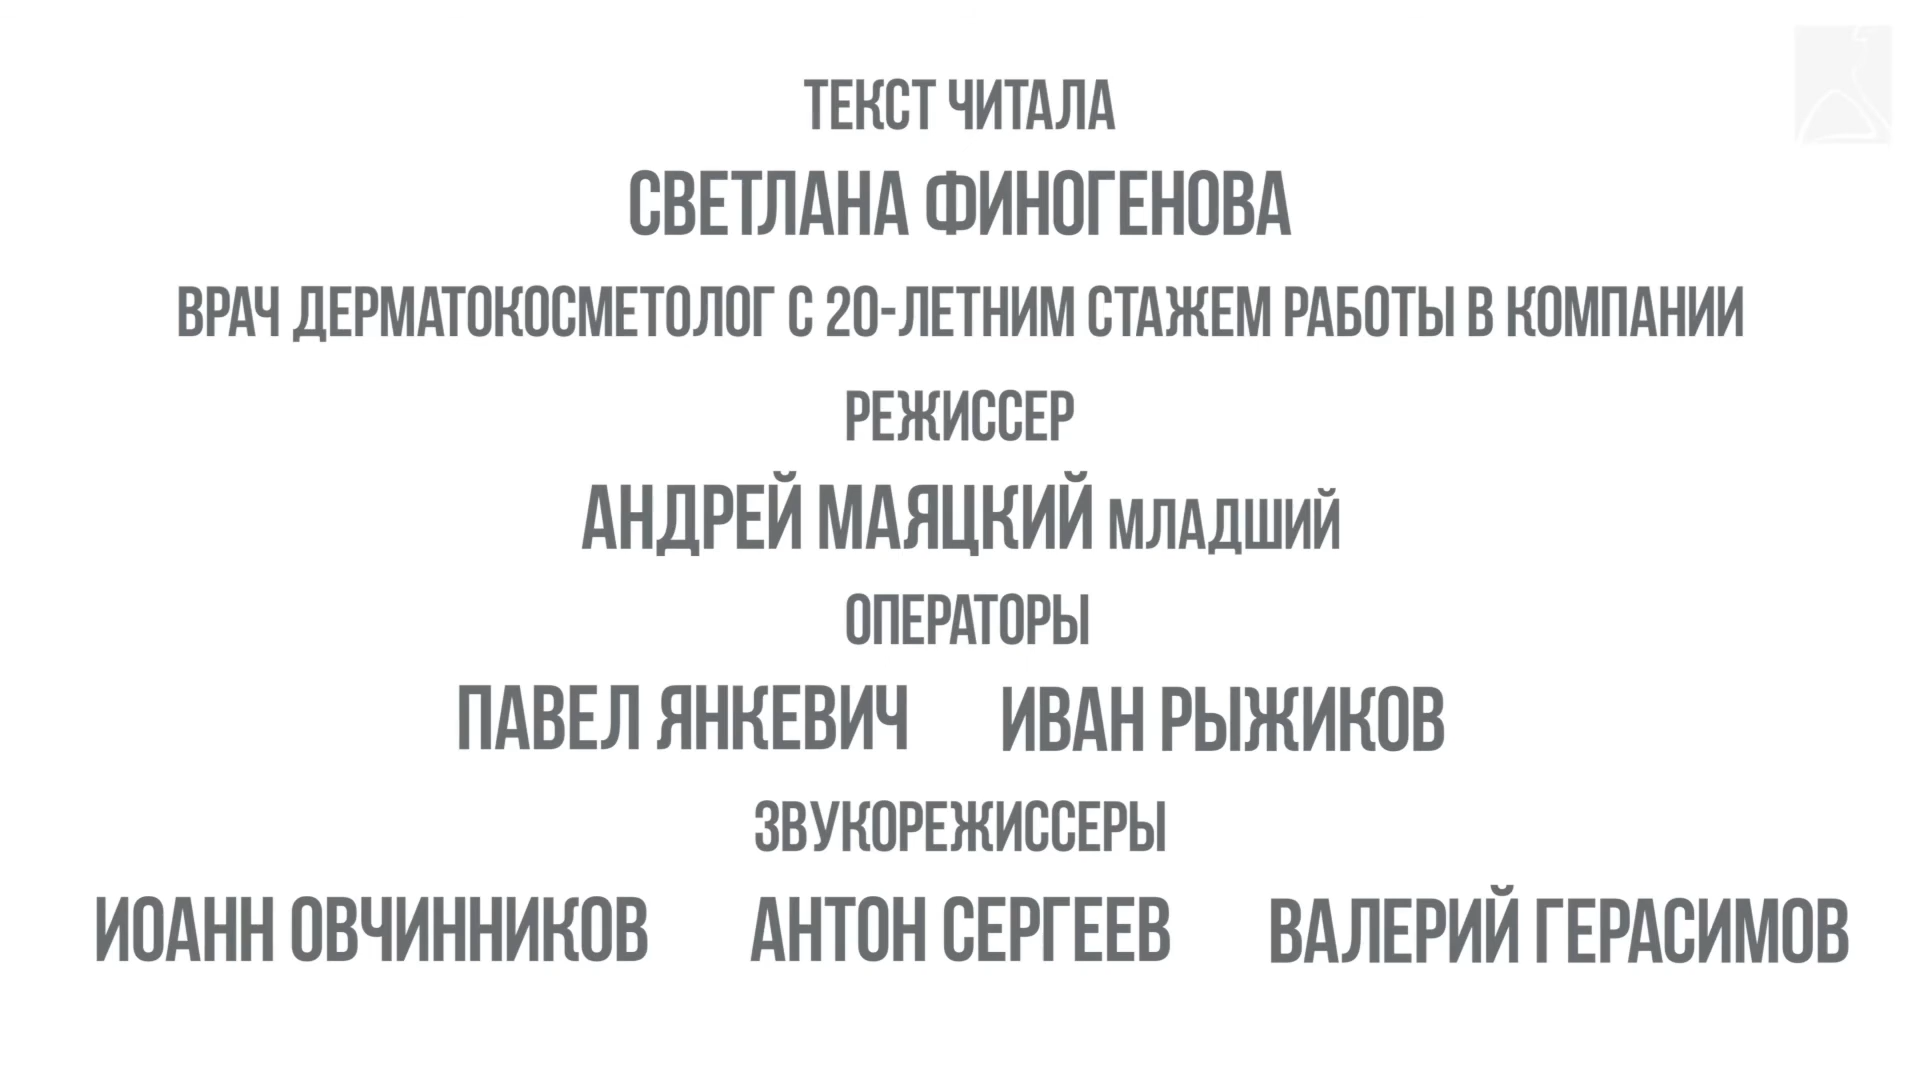 ТЕКСТ ЧИТАЛА
СВЕТЛАНА ФИНОГЕНОВА
ВРАЧ ДЕРМАТОКОСМЕТОЛОГ С 20-ЛЕТНИМ СТАЖЕМ РАБОТЫ В КОМПАНИИ
РЕЖИССЕР
АНДРЕЙ МАЯЦКИЙ МЛАДШИЙ
ОПЕРАТОРЫ
ПАВЕЛ ЯНКЕВИЧ ИВАН РЫЖИКОВ
ЗВУКОРЕЖИССЕРЫ
ИОАНН ОВЧИННИКОВ АНТОН СЕРГЕЕВ ВАЛЕРИЙ ГЕРАСИМОВ